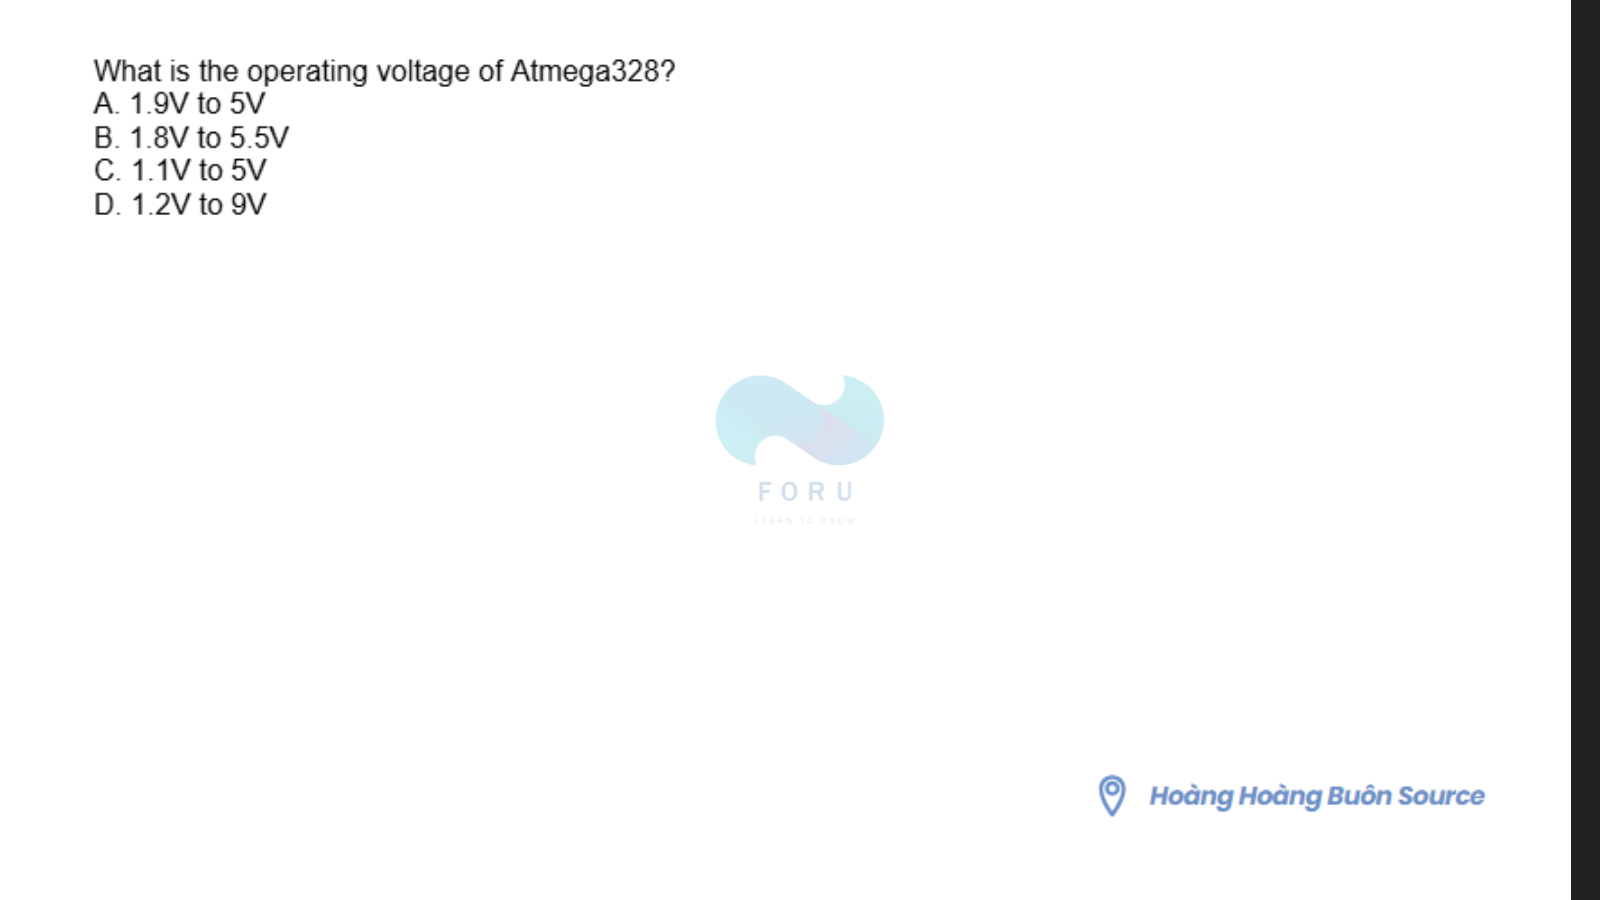 What is the operating voltage of Atmega328?
A. 1.9V to 5V
B. 1.8V to 5.5V
C. 1.1V to 5V
D. 1.2V to 9V
FORU
LEARN TO KNOW
Hoàng Hoàng Buôn Source